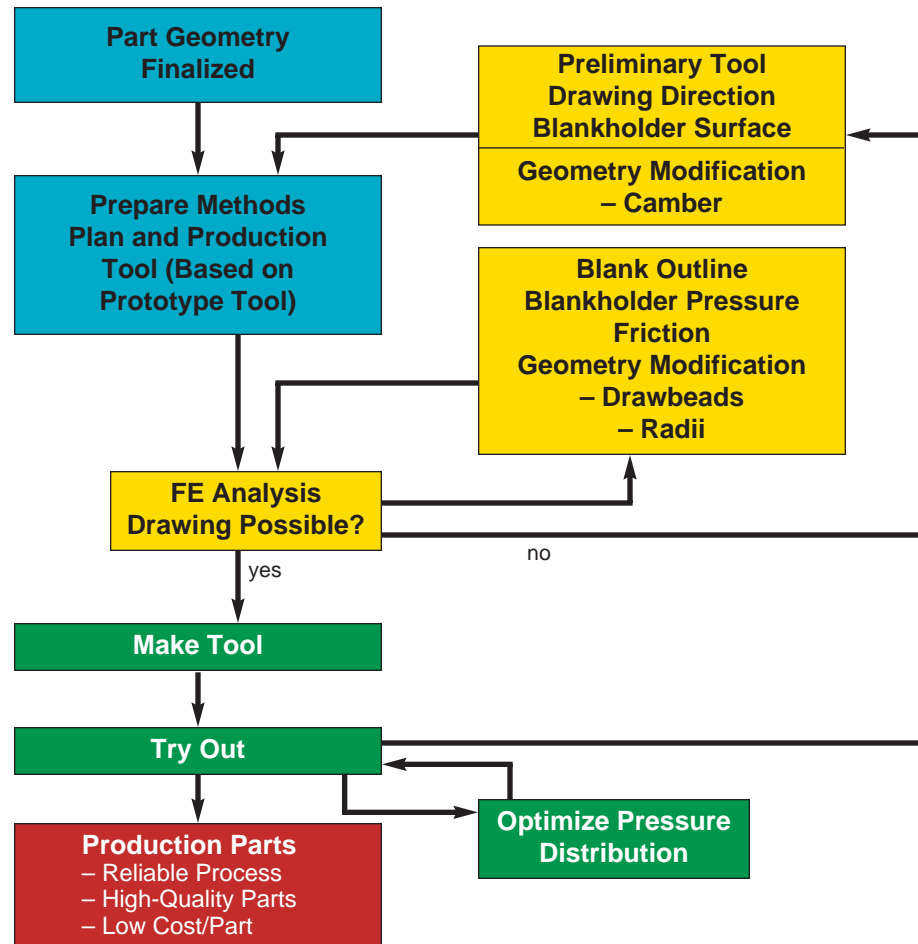 Part Geometry
Finalized
Preliminary Tool
Drawing Direction
Blankholder Surface
Geometry Modification
– Camber
Prepare Methods
Plan and Production
Tool (Based on
Prototype Tool)
Blank Outline
Blankholder Pressure
Friction
Geometry Modification
– Drawbeads
– Radii
FE Analysis
Drawing Possible?
no
yes
Make Tool
Try Out
Optimize Pressure
Distribution
Production Parts
– Reliable Process
– High-Quality Parts
– Low Cost/Part